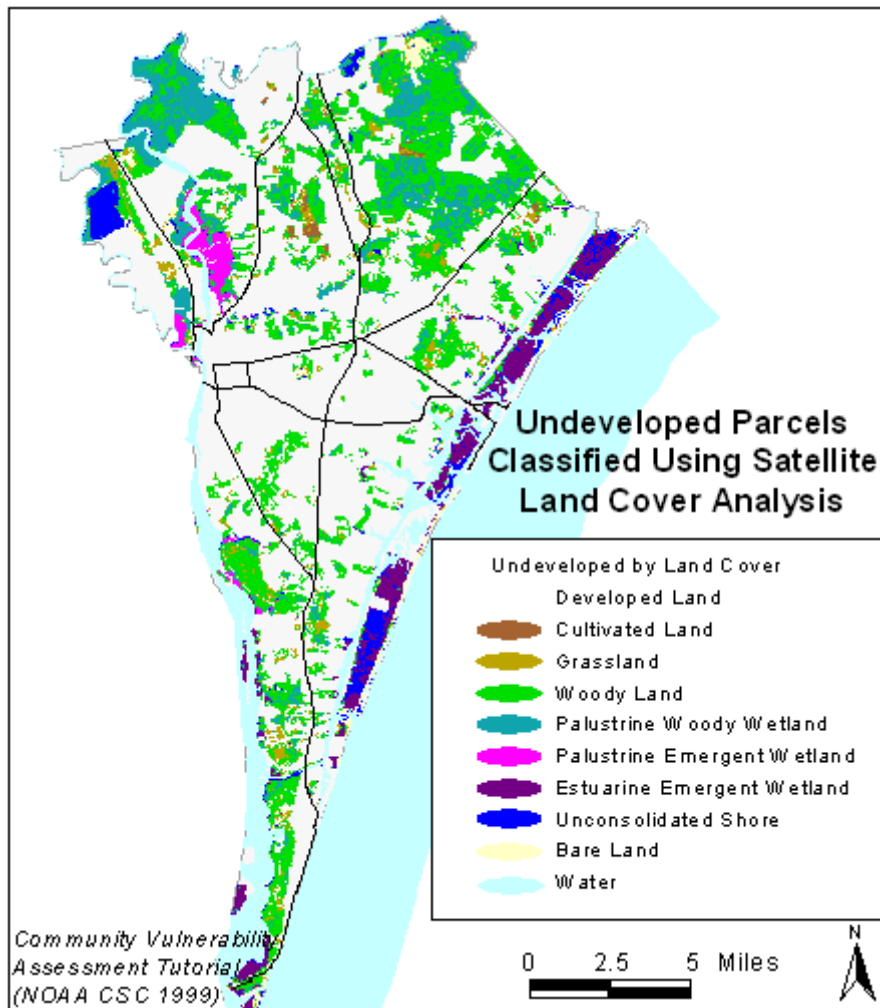 Undeveloped Parcels
Classified Using Satellite
Land Cover Analysis
Undeveloped by Land Cover
Developed Land
Cultivated Land
Grassland
Woody Land
Palustrine Woody Wetland
Palustrine Emergent Wetland
Estuarine Emergent Wetland
Unconsolidated Shore
Bare Land
Water
Community Vulnerability
Assessment Tutorial
(NOAA CSC 1999)
0 2.5 5 Miles
N